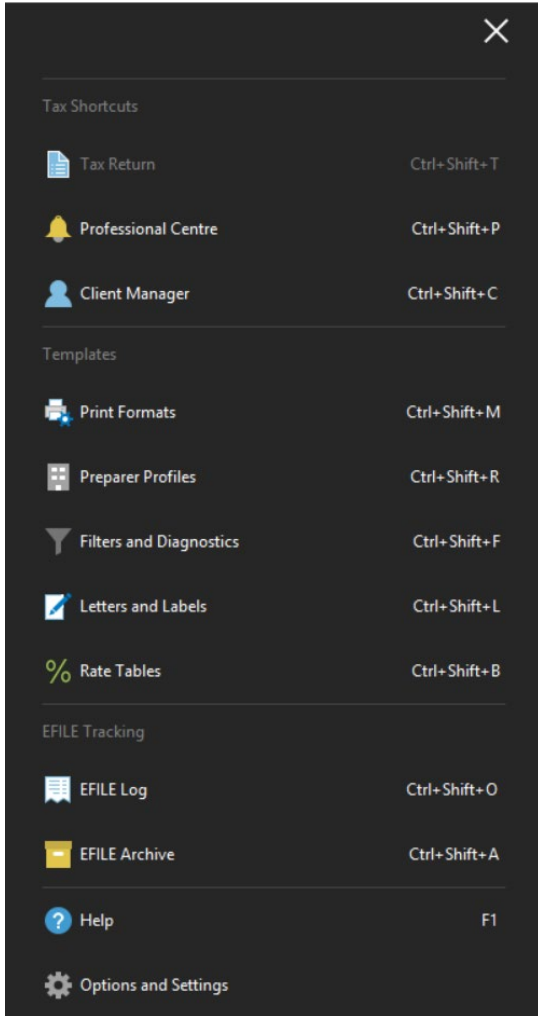 Tax Shortcuts
Tax Return Ctrl+Shift+T
Professional Centre Ctrl+Shift+P
Client Manager Ctrl+Shift+C
Templates
Print Formats Ctrl+Shift+M
Preparer Profiles Ctrl+Shift+R
Filters and Diagnostics Ctrl+Shift+F
Letters and Labels Ctrl+Shift+L
% Rate Tables Ctrl+Shift+B
EFILE Tracking
EFILE Log Ctrl+Shift+O
EFILE Archive Ctrl+Shift+A
? Help F1
Options and Settings